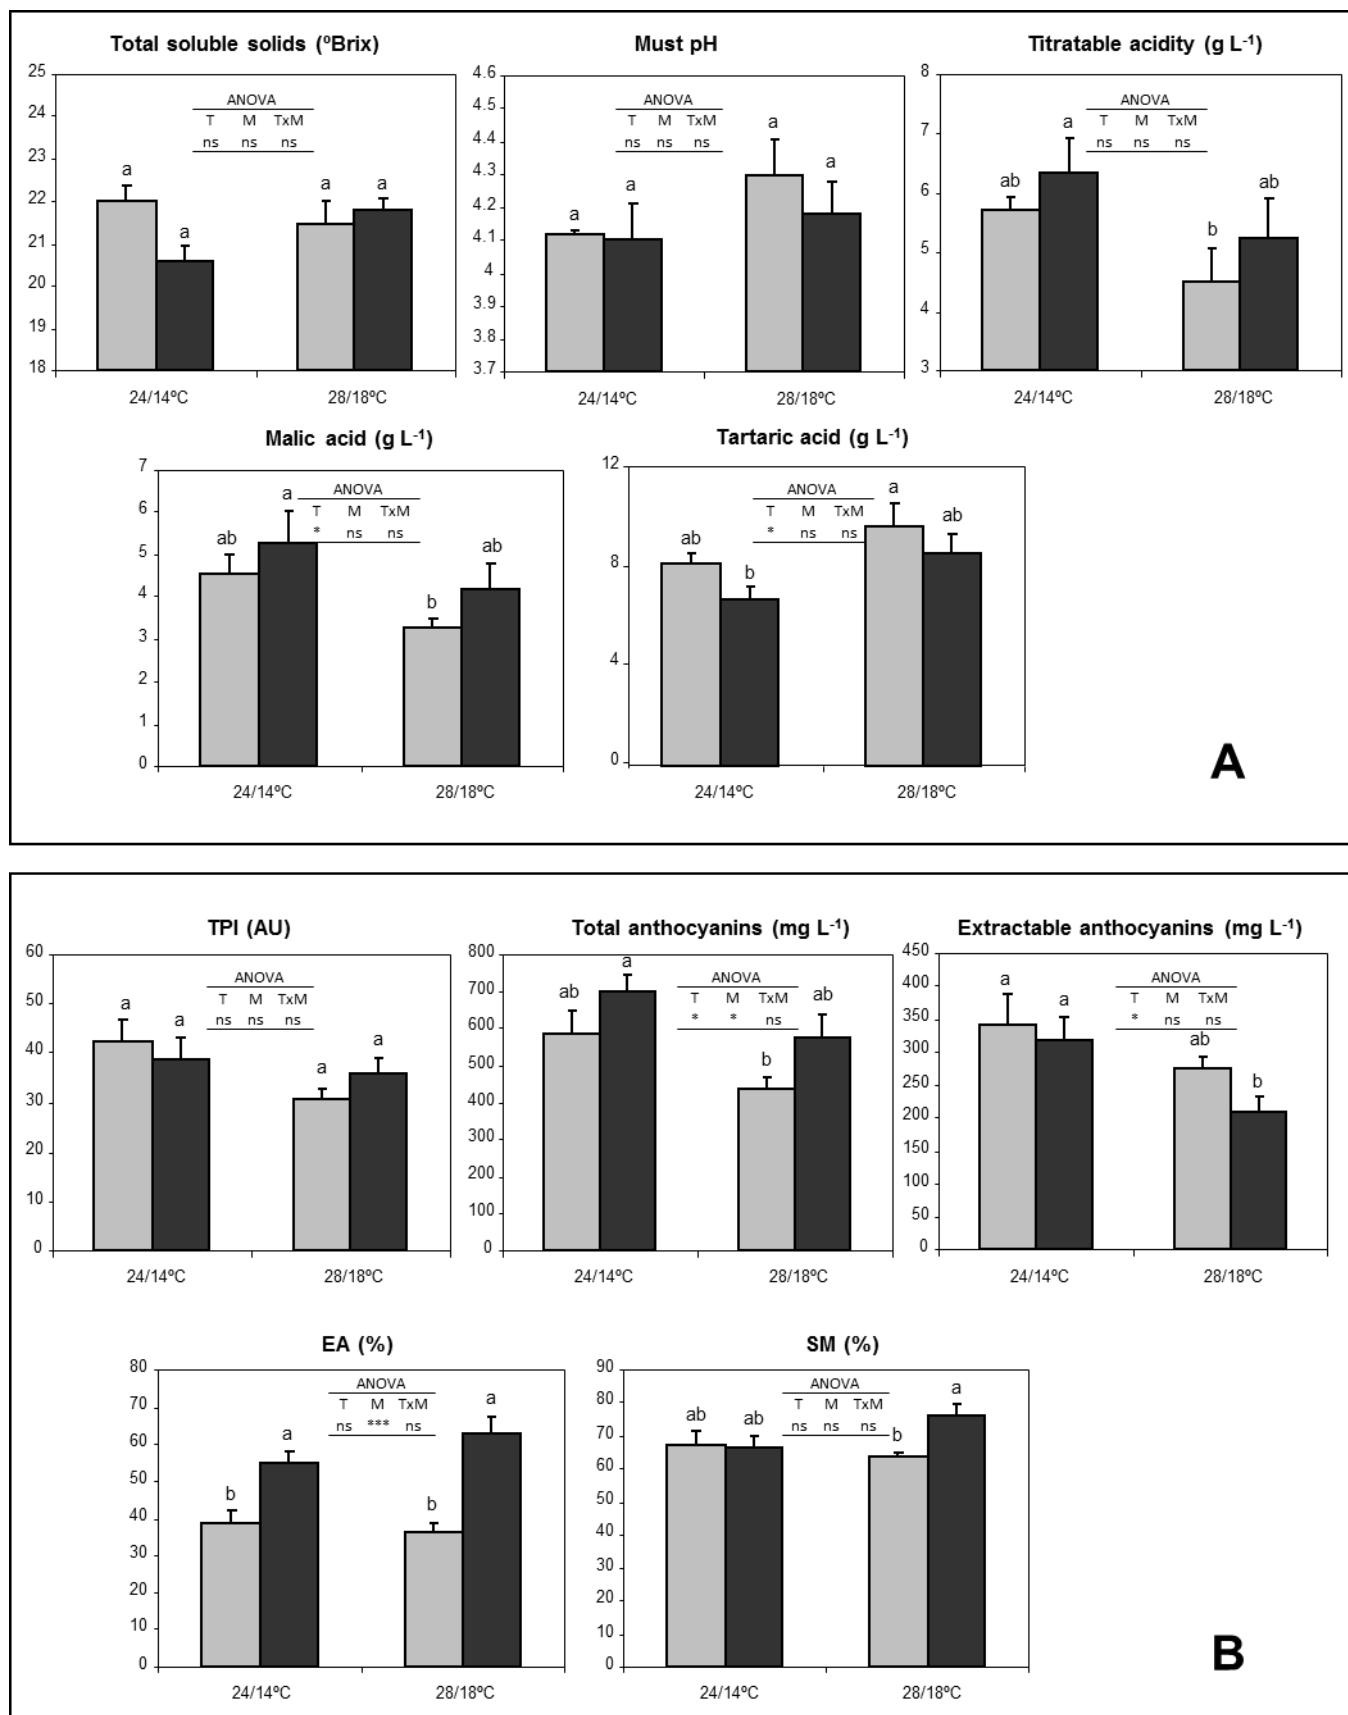 Total soluble solids (ºBrix)
25
24
23
22
21
20
19
18
ANOVA
T M TxM
ns ns ns
a
a
a
a
24/14ºC 28/18ºC
Must pH
4.6
4.5
4.4
4.3
4.2
4.1
4
3.9
3.8
3.7
ANOVA
T M TxM
ns ns ns
a
a
a
a
24/14ºC 28/18ºC
Titratable acidity (g L-1)
8
7
6
5
4
3
ANOVA
T M TxM
ns ns ns
ab
a
b
ab
24/14ºC 28/18ºC
Malic acid (g L-1)
7
6
5
4
3
2
1
0
ANOVA
T M TxM
* ns ns
ab
a
b
ab
24/14ºC 28/18ºC
Tartaric acid (g L-1)
12
8
4
0
ANOVA
T M TxM
* ns ns
ab
b
a
ab
24/14ºC 28/18ºC
A
TPI (AU)
60
50
40
30
20
10
0
ANOVA
T M TxM
ns ns ns
a
a
a
a
24/14ºC 28/18ºC
Total anthocyanins (mg L-1)
800
700
600
500
400
300
200
100
0
ANOVA
T M TxM
* * ns
ab
a
b
ab
24/14ºC 28/18ºC
Extractable anthocyanins (mg L-1)
450
400
350
300
250
200
150
100
50
0
ANOVA
T M TxM
* ns ns
a
a
ab
b
24/14ºC 28/18ºC
EA (%)
80
70
60
50
40
30
20
10
0
ANOVA
T M TxM
ns *** ns
b
a
b
a
24/14ºC 28/18ºC
SM (%)
90
80
70
60
50
40
30
20
10
0
ANOVA
T M TxM
ns ns ns
ab
ab
b
a
24/14ºC 28/18ºC
B